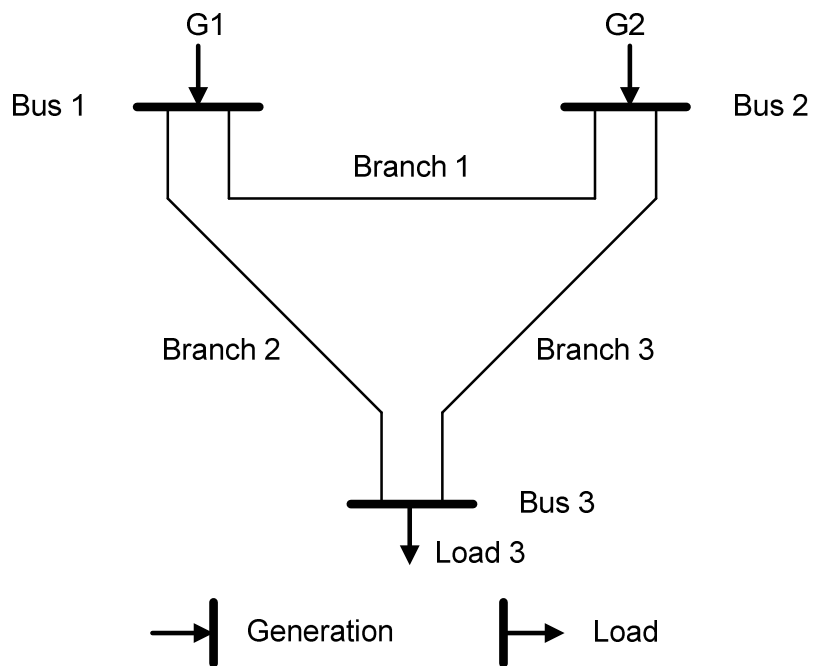 G1
G2
Bus 1
Bus 2
Branch 1
Branch 2
Branch 3
Bus 3
Load 3
Generation
Load